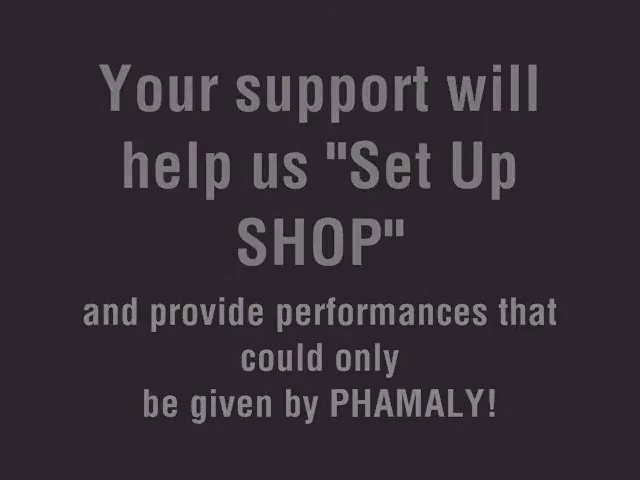 Your support will
help us "Set Up
SHOP"
and provide performances that
could only
be given by PHAMALY!